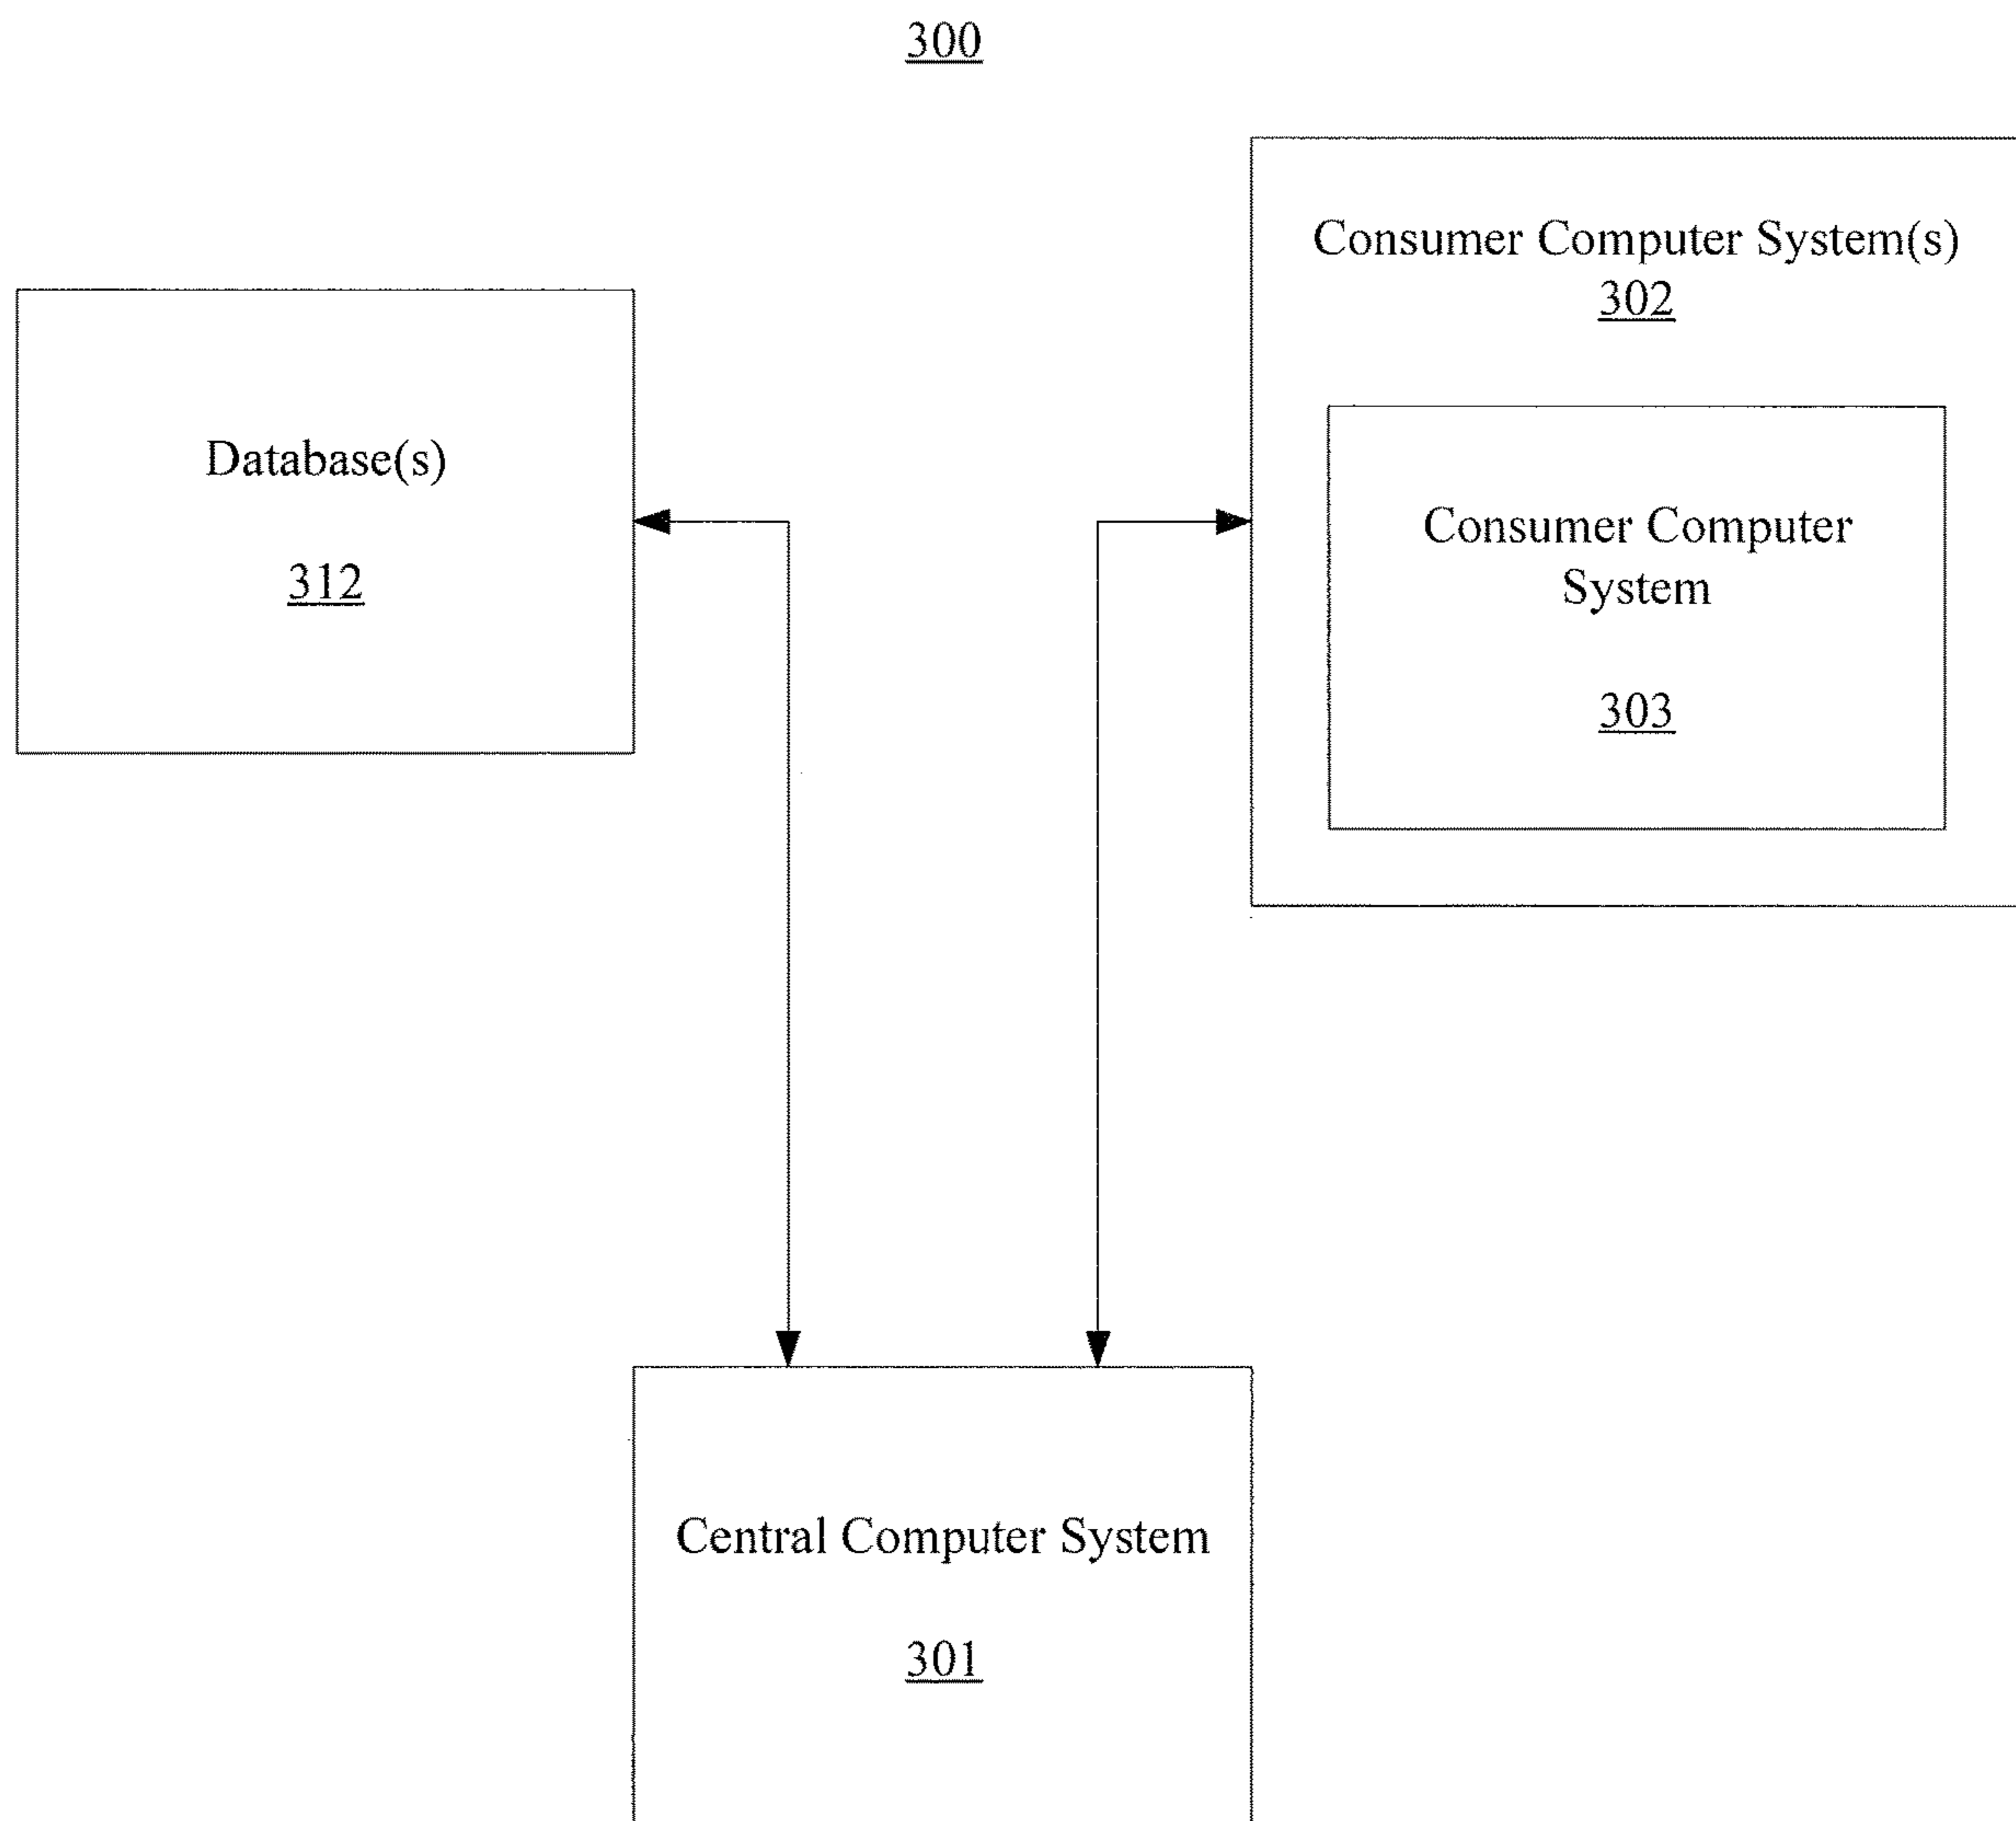 300
Consumer Computer System(s)
302
Database(s)
312
Consumer Computer
System
303
Central Computer System
301